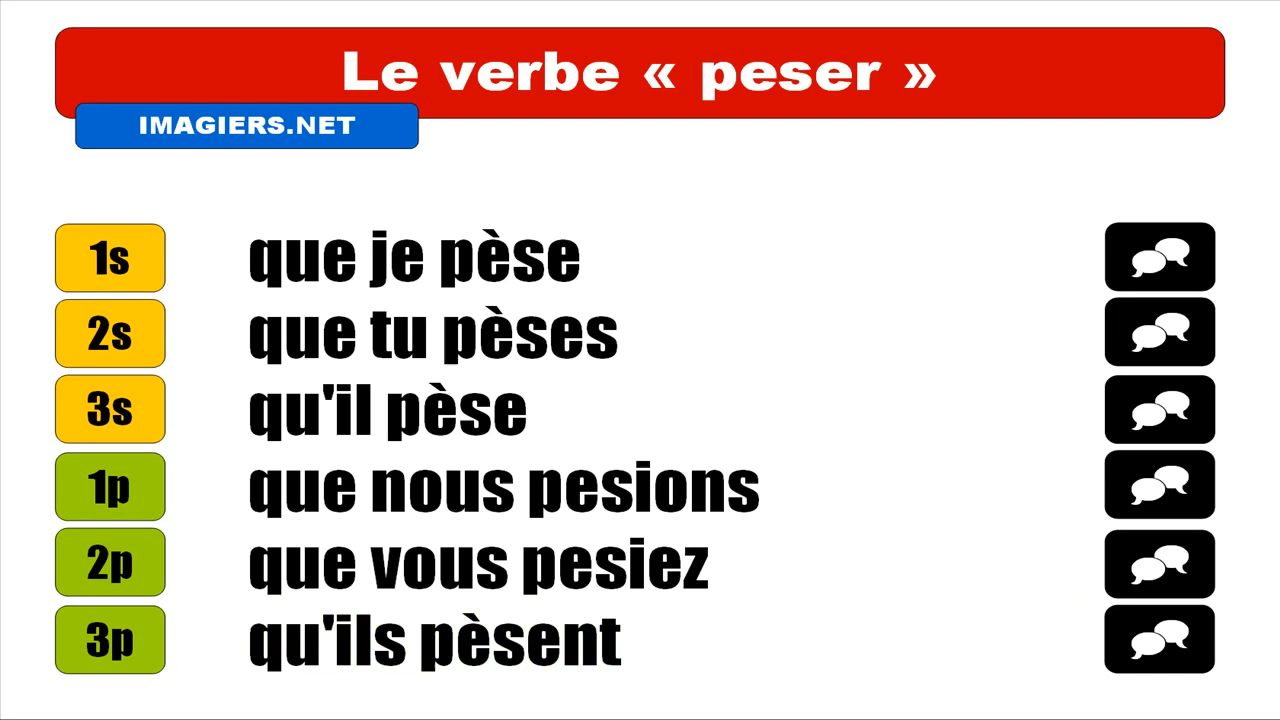 Le verbe « peser »
IMAGIERS.NET
1s que je pèse
2s que tu pèses
3s qu'il pèse
1p que nous pesions
2p que vous pesiez
3p qu'ils pèsent